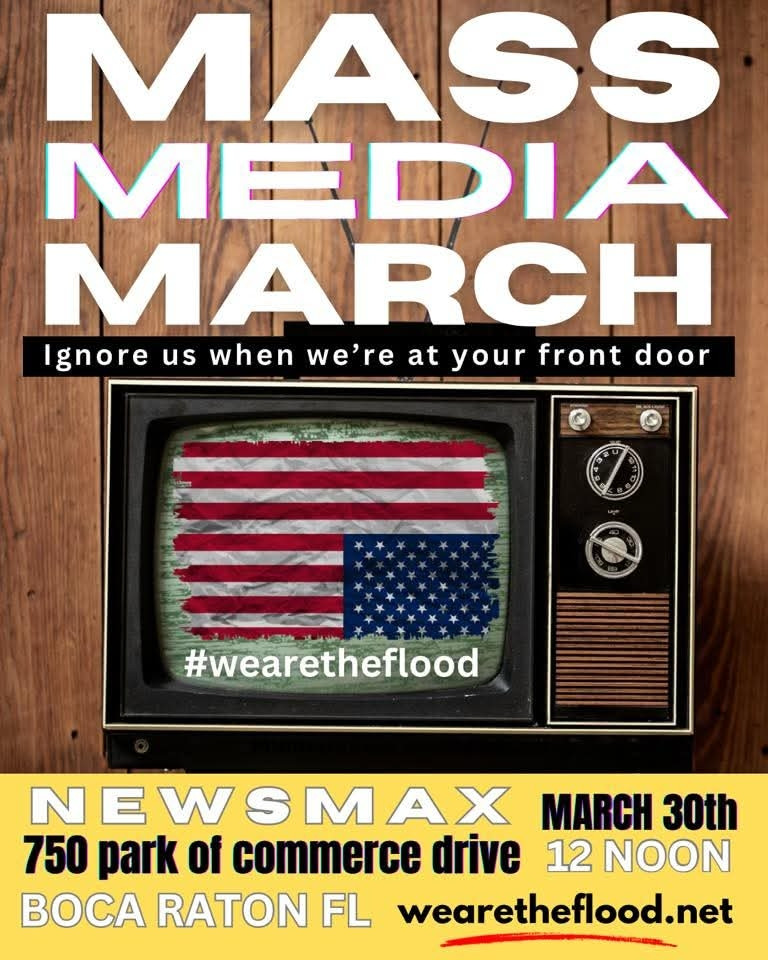 MASS
MEDIA
MARCH
Ignore us when we're at your front door
#wearetheflood
NEWSMAX
MARCH 30th
750 park of commerce drive
12 NOON
BOCA RATON FL
wearetheflood.net